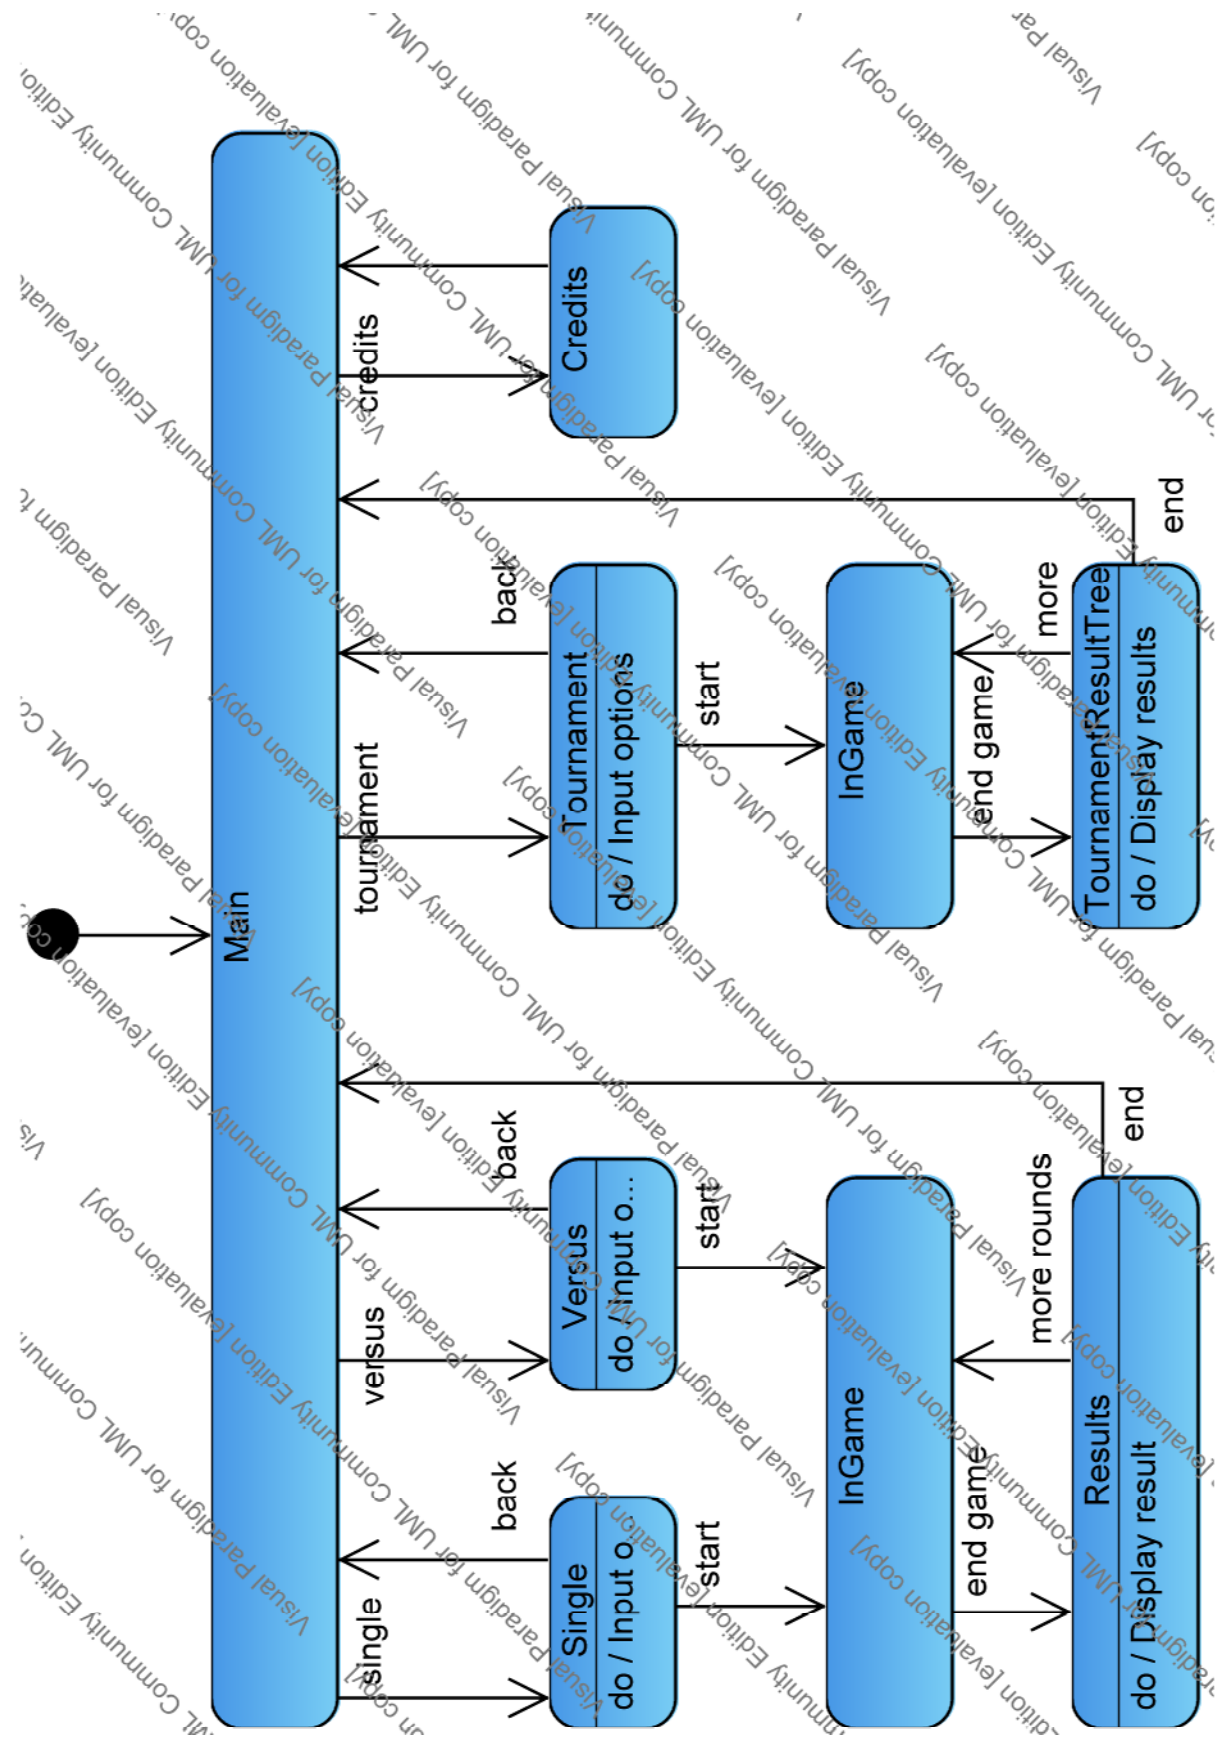 Main
single
versus
tournament
credits
back
back
back
Single
do / Input o...
Versus
do / Input o...
Tournament
do / Input options
Credits
start
start
start
InGame
InGame
end game
more rounds
end game
more
Results
do / Display result
TournamentResultTree
do / Display results
end
end
Visual Paradigm for UML Community Edition [evaluation copy]